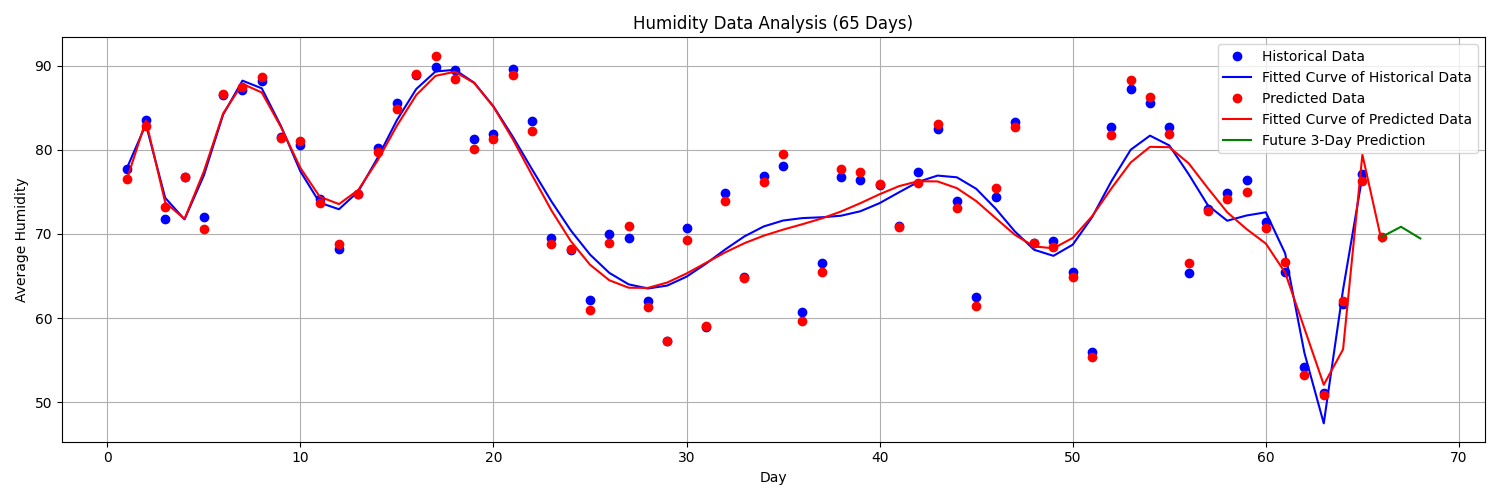 Humidity Data Analysis (65 Days)
Historical Data
Fitted Curve of Historical Data
Predicted Data
Fitted Curve of Predicted Data
Future 3-Day Prediction
Average Humidity
90
80
70
60
50
0 10 20 30 40 50 60 70
Day